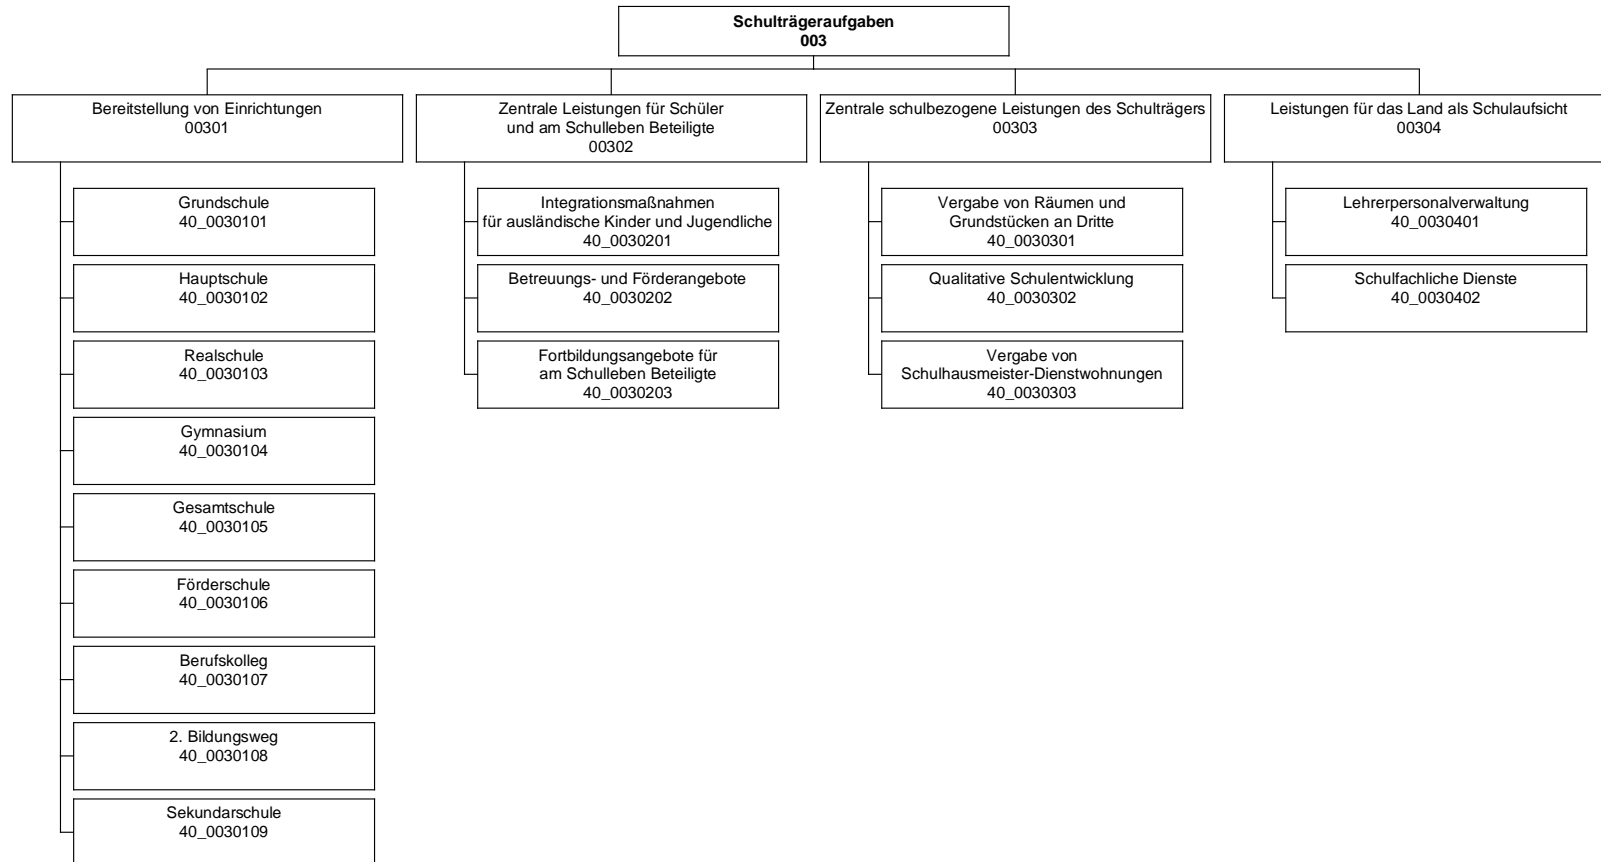 Schulträgeraufgaben
003
Bereitstellung von Einrichtungen
00301
Grundschule
40_0030101
Hauptschule
40_0030102
Realschule
40_0030103
Gymnasium
40_0030104
Gesamtschule
40_0030105
Förderschule
40_0030106
Berufskolleg
40_0030107
2. Bildungsweg
40_0030108
Sekundarschule
40_0030109
Zentrale Leistungen für Schüler
und am Schulleben Beteiligte
00302
Integrationsmaßnahmen
für ausländische Kinder und Jugendliche
40_0030201
Betreuungs- und Förderangebote
40_0030202
Fortbildungsangebote für
am Schulleben Beteiligte
40_0030203
Zentrale schulbezogene Leistungen des Schulträgers
00303
Vergabe von Räumen und
Grundstücken an Dritte
40_0030301
Qualitative Schulentwicklung
40_0030302
Vergabe von
Schulhausmeister-Dienstwohnungen
40_0030303
Leistungen für das Land als Schulaufsicht
00304
Lehrerpersonalverwaltung
40_0030401
Schulfachliche Dienste
40_0030402